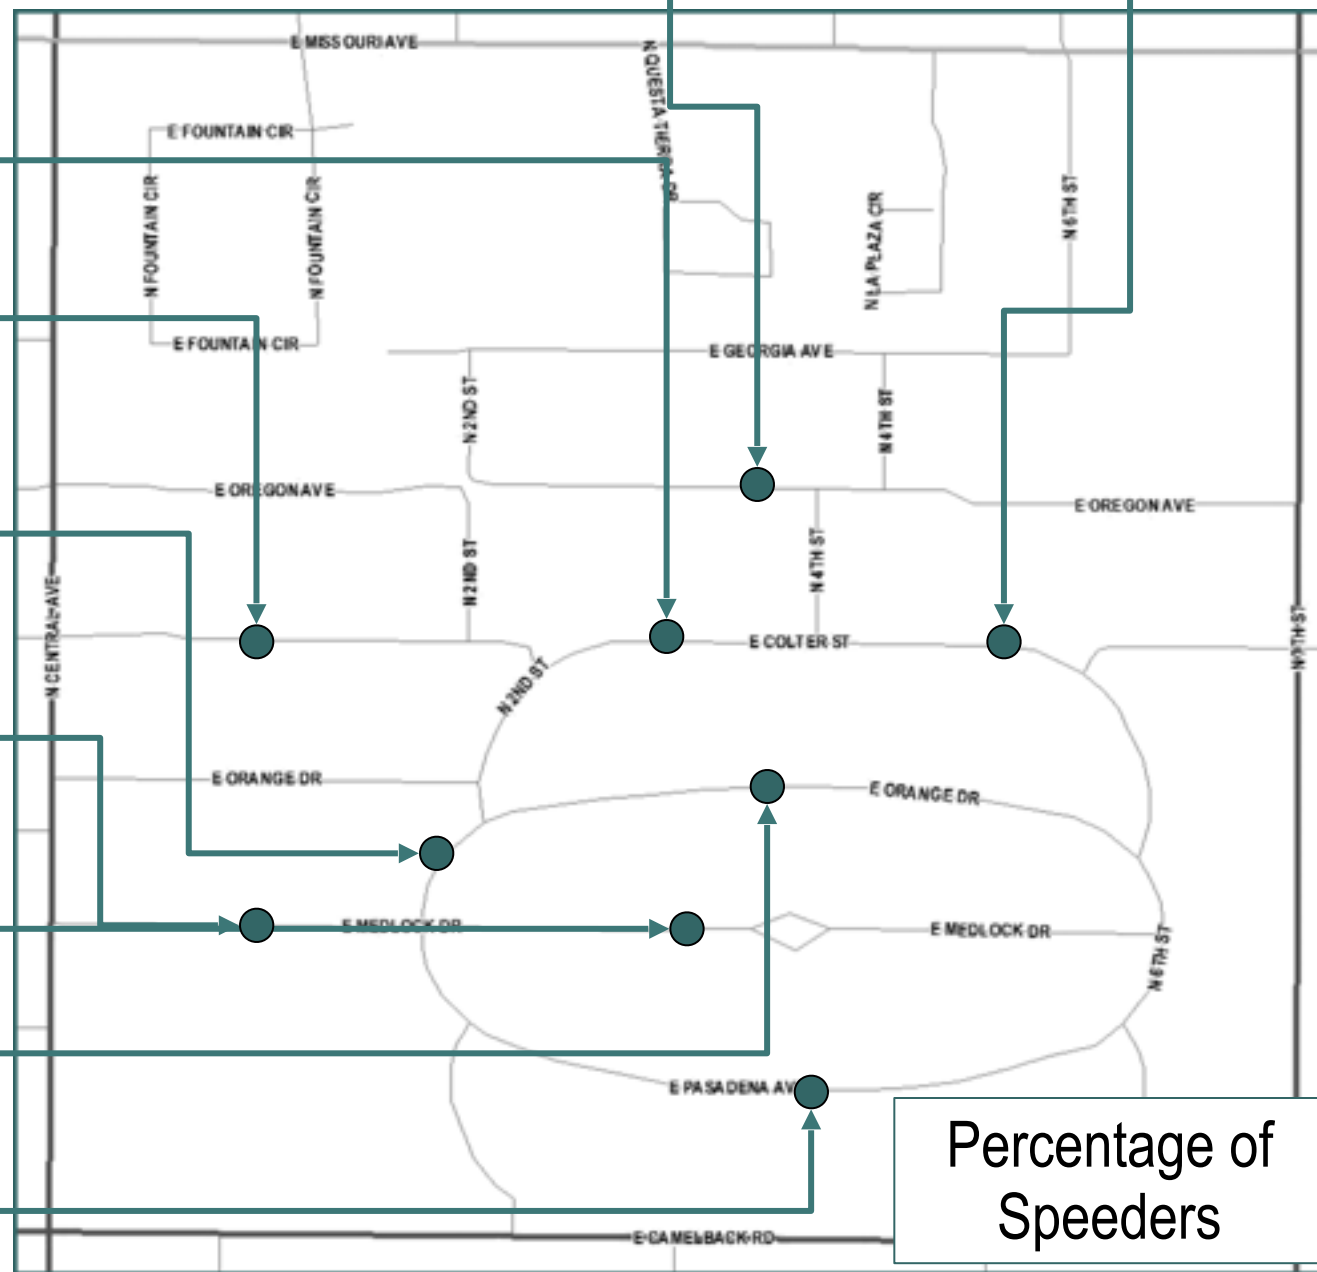 E MISSOURI AVE
N QUESTA TIERRA DR
E FOUNTAIN CIR
N FOUNTAIN CIR
N FOUNTAIN CIR
N LA PLAZA CIR
N 6TH ST
E FOUNTAIN CIR
E GEORGIA AVE
N 2ND ST
N 4TH ST
E OREGON AVE
E OREGON AVE
N 2ND ST
N 4TH ST
N CENTRAL AVE
N 7TH ST
E COLTER ST
N 2ND ST
E ORANGE DR
E ORANGE DR
E MEDLOCK DR
E MEDLOCK DR
N 6TH ST
E PASADENA AV
Percentage of
Speeders
E CAMELBACK RD